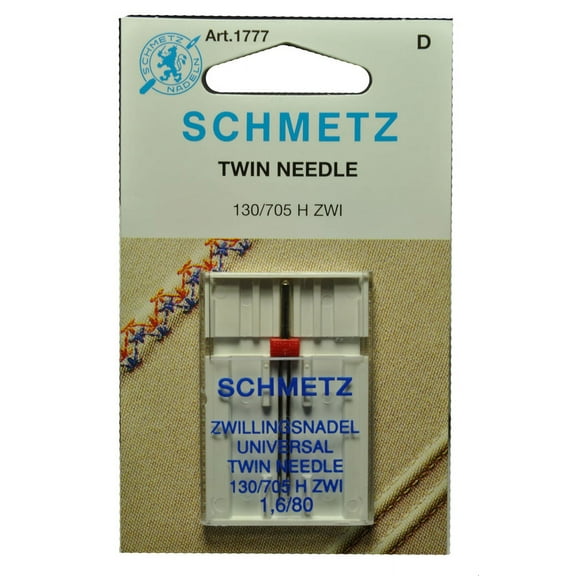 SCHMETZ
NADELN
Art.1777
D
SCHMETZ
TWIN NEEDLE
130/705 H ZWI
SCHMETZ
ZWILLINGSNADEL
UNIVERSAL
TWIN NEEDLE
130/705 H ZWI
1,6/80